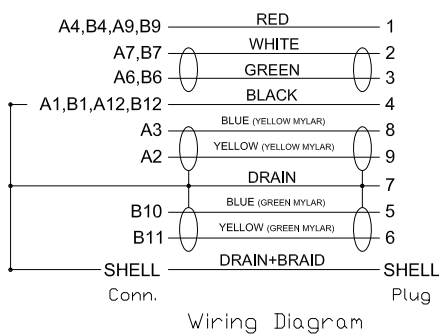 A4,B4,A9,B9 RED 1
A7,B7 WHITE 2
A6,B6 GREEN 3
A1,B1,A12,B12 BLACK 4
A3 BLUE (YELLOW MYLAR) 8
A2 YELLOW (YELLOW MYLAR) 9
DRAIN 7
B10 BLUE (GREEN MYLAR) 5
B11 YELLOW (GREEN MYLAR) 6
SHELL DRAIN+BRAID SHELL
Conn. Plug
Wiring Diagram